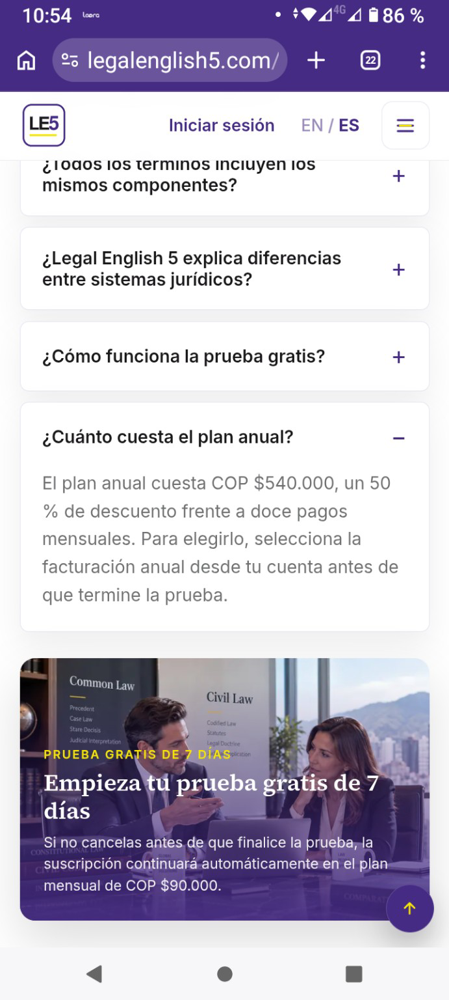 10:54 laora 4G 86 %
legalenglish5.com/
22
LE5 Iniciar sesión EN / ES
¿Todos los términos incluyen los
mismos componentes? +
¿Legal English 5 explica diferencias
entre sistemas jurídicos? +
¿Cómo funciona la prueba gratis? +
¿Cuánto cuesta el plan anual? –
El plan anual cuesta COP $540.000, un 50
% de descuento frente a doce pagos
mensuales. Para elegirlo, selecciona la
facturación anual desde tu cuenta antes de
que termine la prueba.
Common Law
Precedent
Case Law
Stare Decisis
Judicial Interpretation
Civil Law
Codified Law
Statutes
Legal Doctrine
PRUEBA GRATIS DE 7 DÍAS
Empieza tu prueba gratis de 7
días
Si no cancelas antes de que finalice la prueba, la
suscripción continuará automáticamente en el plan
mensual de COP $90.000.
CONSTITUTIONAL LAW